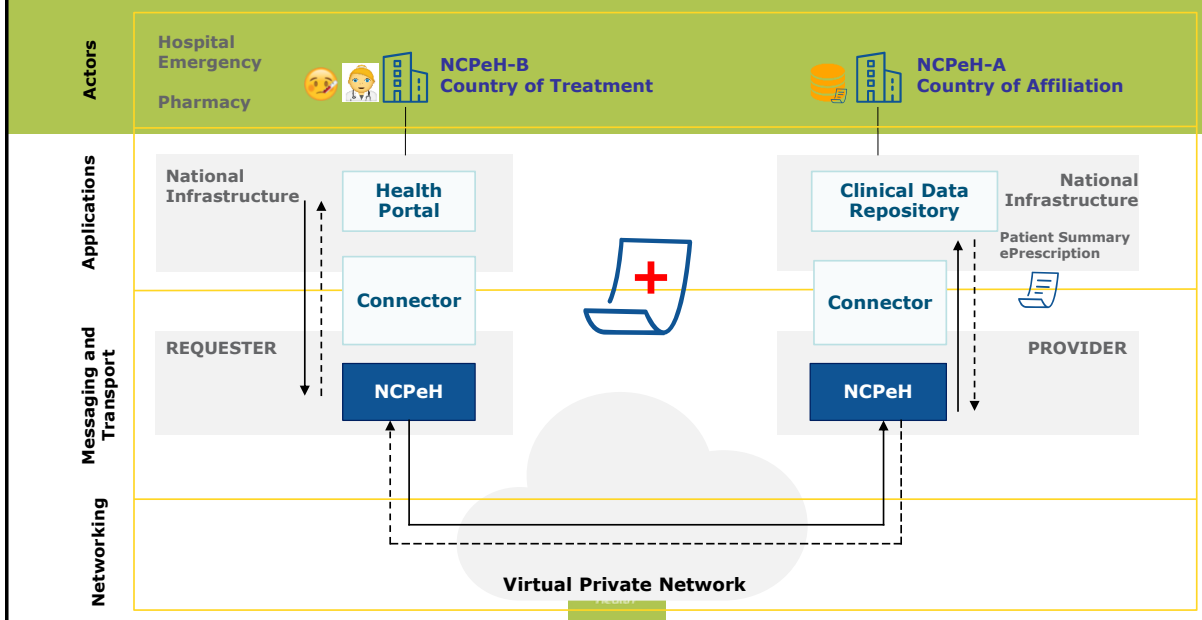 Actors
Hospital
Emergency
Pharmacy
NCPeH-B
Country of Treatment
NCPeH-A
Country of Affiliation
Applications
National
Infrastructure
Health
Portal
Clinical Data
Repository
National
Infrastructure
Patient Summary
ePrescription
Connector
Connector
Messaging and
Transport
REQUESTER
PROVIDER
NCPeH
NCPeH
Networking
Virtual Private Network